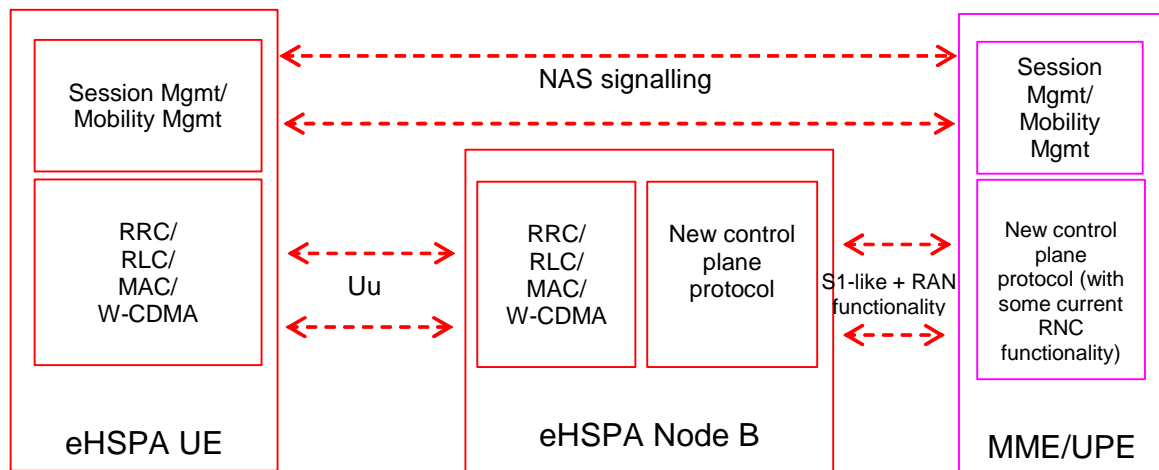 Session Mgmt/
Mobility Mgmt
NAS signalling
Session
Mgmt/
Mobility
Mgmt
RRC/
RLC/
MAC/
W-CDMA
Uu
RRC/
RLC/
MAC/
W-CDMA
New control
plane
protocol
S1-like + RAN
functionality
New control
plane
protocol (with
some current
RNC
functionality)
eHSPA UE
eHSPA Node B
MME/UPE